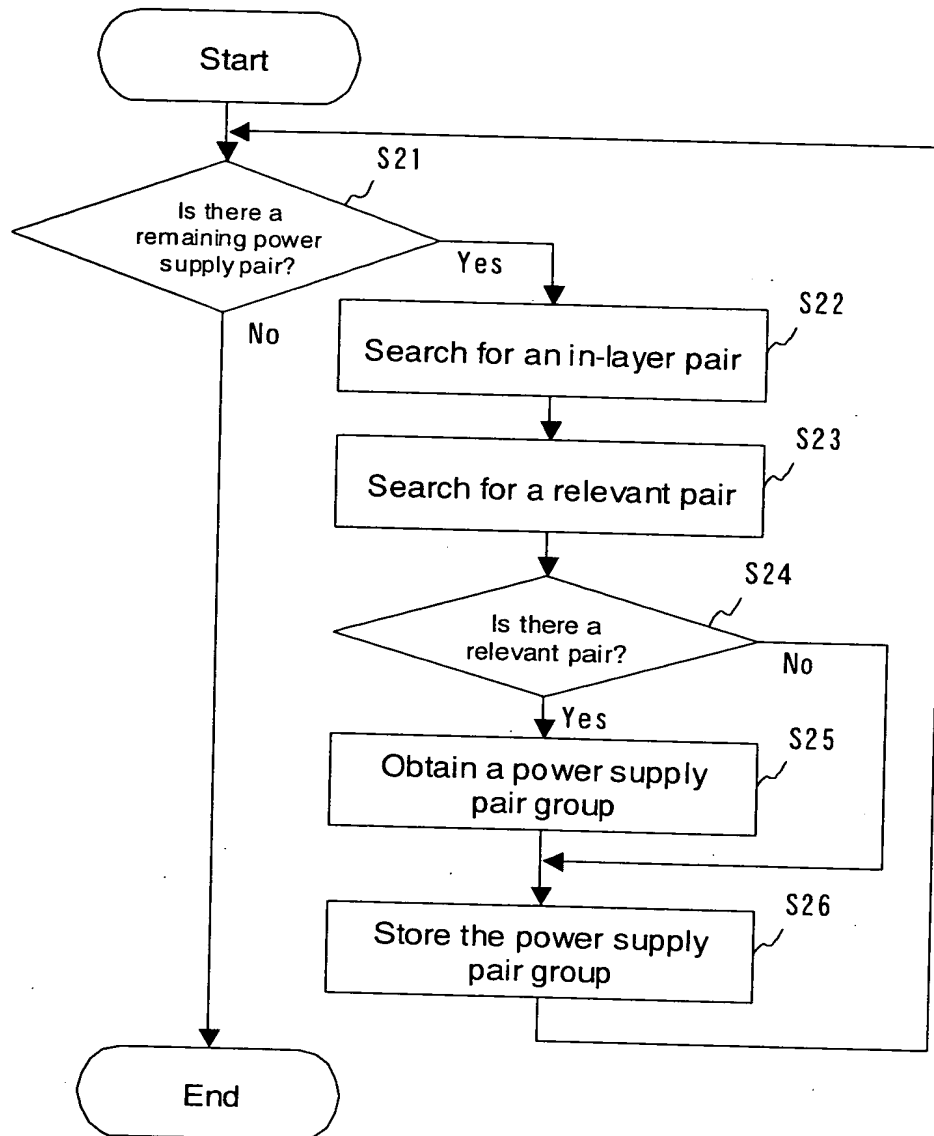 Start
S21
Is there a
remaining power
supply pair?
Yes
No
S22
Search for an in-layer pair
S23
Search for a relevant pair
S24
Is there a
relevant pair?
No
Yes
S25
Obtain a power supply
pair group
S26
Store the power supply
pair group
End